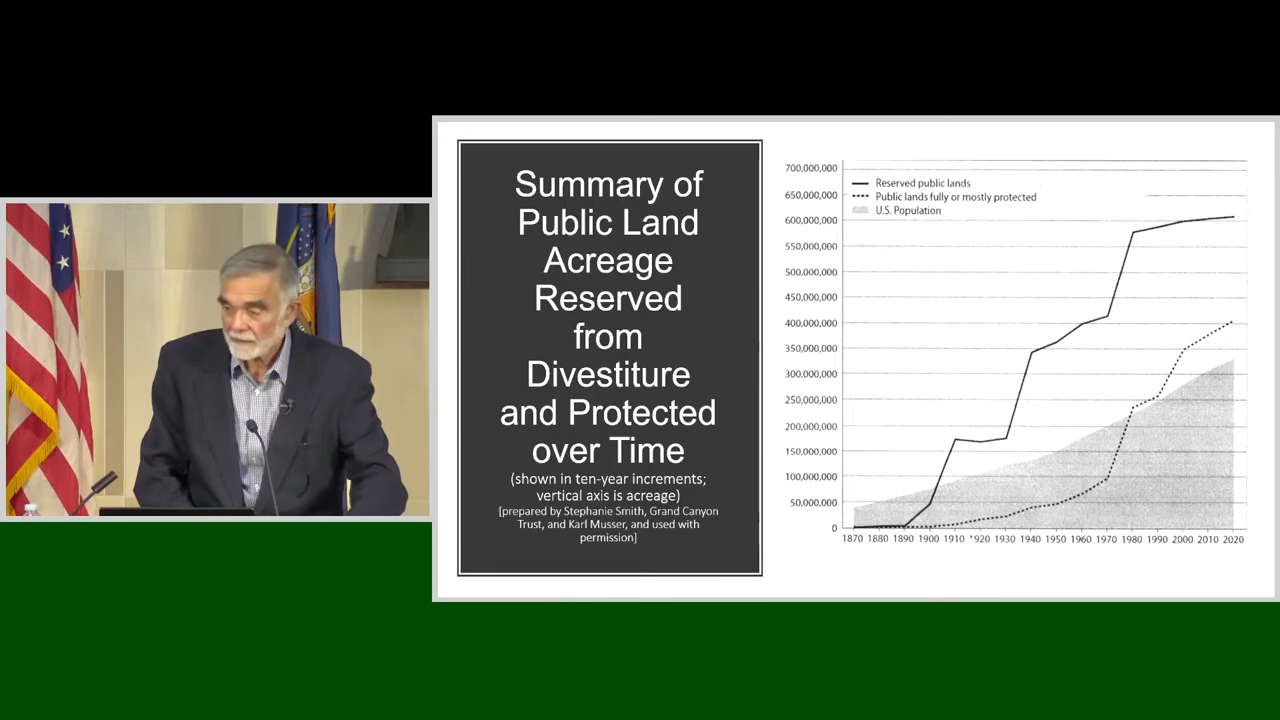 Summary of
Public Land
Acreage
Reserved
from
Divestiture
and Protected
over Time
(shown in ten-year increments;
vertical axis is acreage)
[prepared by Stephanie Smith, Grand Canyon
Trust, and Karl Musser, and used with
permission]
Reserved public lands
Public lands fully or mostly protected
U.S. Population
700,000,000
650,000,000
600,000,000
550,000,000
500,000,000
450,000,000
400,000,000
350,000,000
300,000,000
250,000,000
200,000,000
150,000,000
100,000,000
50,000,000
0
1870 1880 1890 1900 1910 1920 1930 1940 1950 1960 1970 1980 1990 2000 2010 2020